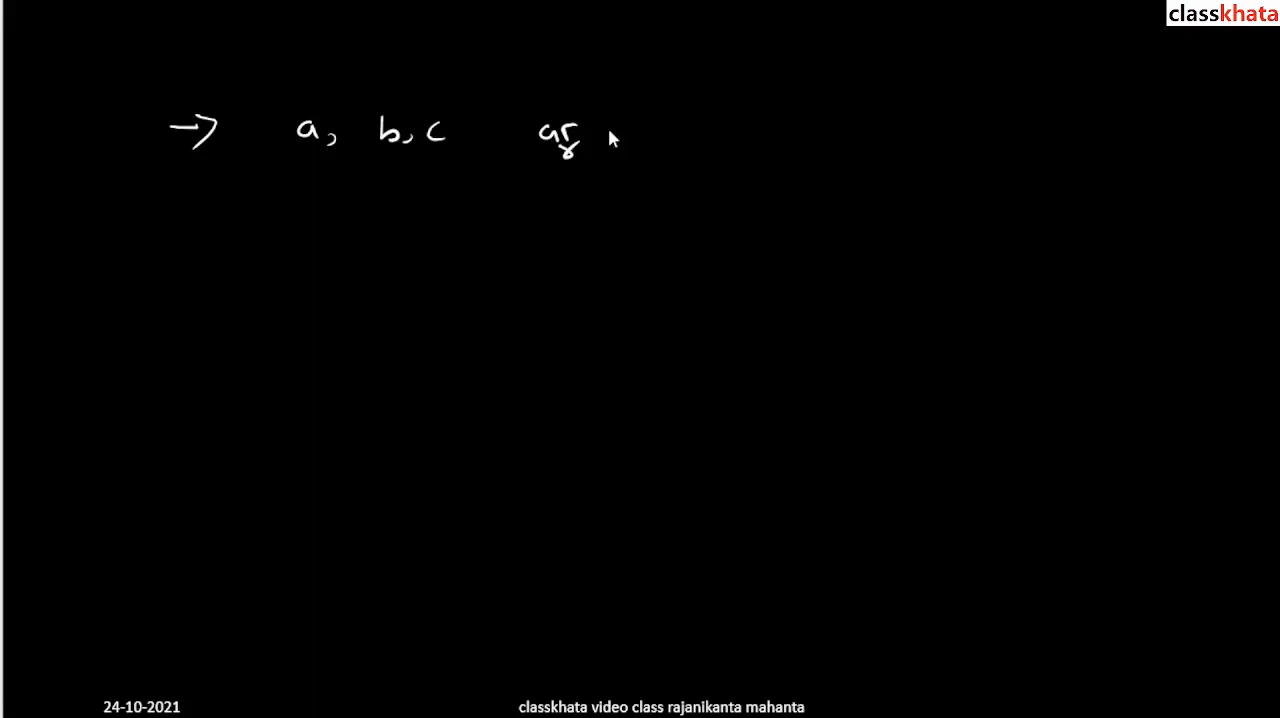 classkhata
→ a, b, c
24-10-2021 classkhata video class rajanikanta mahanta